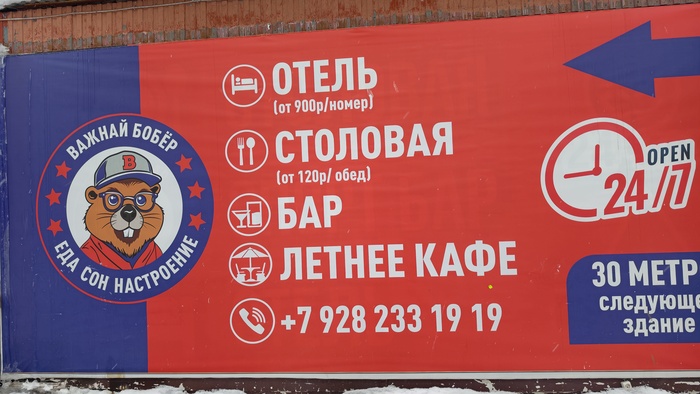 ВАЖНАЙ БОБЁР
B
ЕДА СОН НАСТРОЕНИЕ
ОТЕЛЬ
(от 900р/номер)
СТОЛОВАЯ
(от 120р/ обед)
БАР
ЛЕТНЕЕ КАФЕ
+7 928 233 19 19
OPEN
24/7
30 МЕТР
следующе
здание